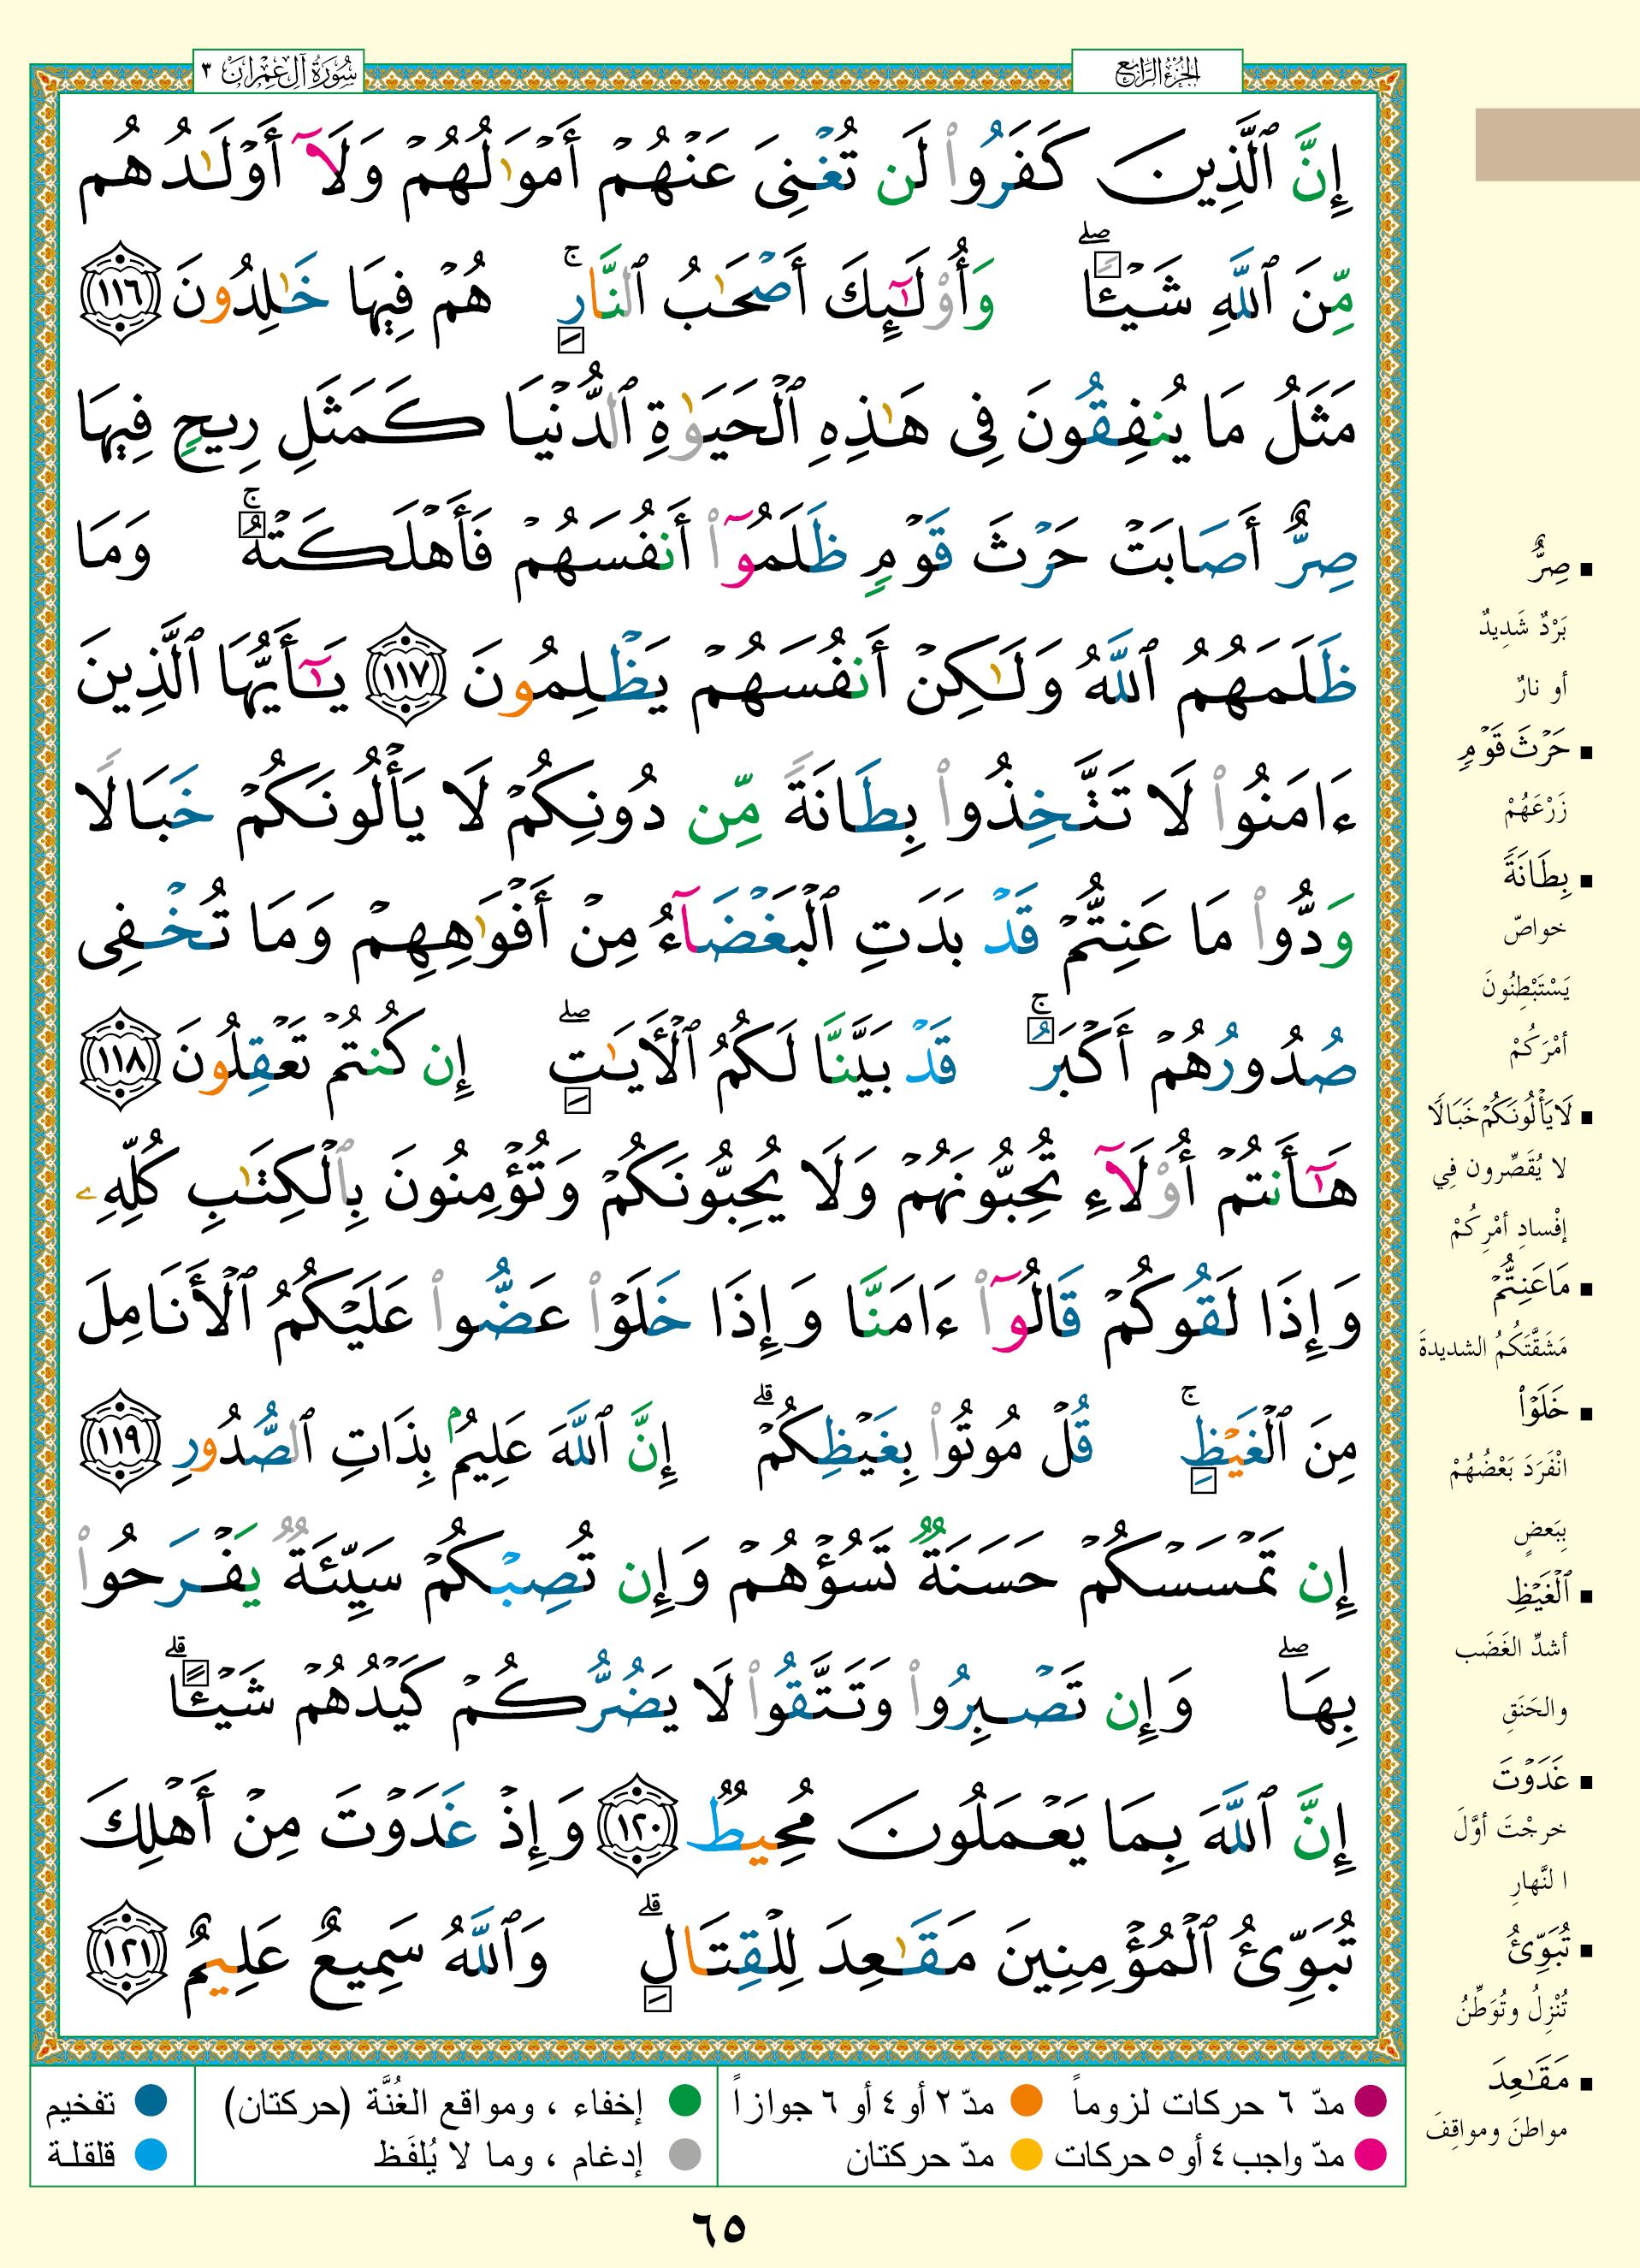 الجزء الرابع
سورة آل عمران ٣
إِنَّ ٱلَّذِينَ كَفَرُوا۟ لَن تُغْنِىَ عَنْهُمْ أَمْوَٰلُهُمْ وَلَآ أَوْلَـٰدُهُم
مِّنَ ٱللَّهِ شَيْـًٔا ۖ وَأُو۟لَـٰٓئِكَ أَصْحَـٰبُ ٱلنَّارِ ۚ هُمْ فِيهَا خَـٰلِدُونَ ١١٦
مَثَلُ مَا يُنفِقُونَ فِى هَـٰذِهِ ٱلْحَيَوٰةِ ٱلدُّنْيَا كَمَثَلِ رِيحٍ فِيهَا
صِرٌّ أَصَابَتْ حَرْثَ قَوْمٍ ظَلَمُوٓا۟ أَنفُسَهُمْ فَأَهْلَكَتْهُ ۚ وَمَا
ظَلَمَهُمُ ٱللَّهُ وَلَـٰكِنْ أَنفُسَهُمْ يَظْلِمُونَ ١١٧ يَـٰٓأَيُّهَا ٱلَّذِينَ
ءَامَنُوا۟ لَا تَتَّخِذُوا۟ بِطَانَةً مِّن دُونِكُمْ لَا يَأْلُونَكُمْ خَبَالًا
وَدُّوا۟ مَا عَنِتُّمْ قَدْ بَدَتِ ٱلْبَغْضَآءُ مِنْ أَفْوَٰهِهِمْ وَمَا تُخْفِى
صُدُورُهُمْ أَكْبَرُ ۚ قَدْ بَيَّنَّا لَكُمُ ٱلْـَٔايَـٰتِ ۖ إِن كُنتُمْ تَعْقِلُونَ ١١٨
هَـٰٓأَنتُمْ أُو۟لَآءِ تُحِبُّونَهُمْ وَلَا يُحِبُّونَكُمْ وَتُؤْمِنُونَ بِٱلْكِتَـٰبِ كُلِّهِۦ
وَإِذَا لَقُوكُمْ قَالُوٓا۟ ءَامَنَّا وَإِذَا خَلَوْا۟ عَضُّوا۟ عَلَيْكُمُ ٱلْأَنَامِلَ
مِنَ ٱلْغَيْظِ ۚ قُلْ مُوتُوا۟ بِغَيْظِكُمْ ۗ إِنَّ ٱللَّهَ عَلِيمٌۢ بِذَاتِ ٱلصُّدُورِ ١١٩
إِن تَمْسَسْكُمْ حَسَنَةٌ تَسُؤْهُمْ وَإِن تُصِبْكُمْ سَيِّئَةٌ يَفْرَحُوا۟
بِهَا ۖ وَإِن تَصْبِرُوا۟ وَتَتَّقُوا۟ لَا يَضُرُّكُمْ كَيْدُهُمْ شَيْـًٔا ۗ
إِنَّ ٱللَّهَ بِمَا يَعْمَلُونَ مُحِيطٌ ١٢٠ وَإِذْ غَدَوْتَ مِنْ أَهْلِكَ
تُبَوِّئُ ٱلْمُؤْمِنِينَ مَقَـٰعِدَ لِلْقِتَالِ ۗ وَٱللَّهُ سَمِيعٌ عَلِيمٌ ١٢١
▪ صِرٌّ
بَرْدٌ شَدِيدٌ
أو نارٌ
▪ حَرْثَ قَوْمٍ
زَرْعَهُمْ
▪ بِطَانَةً
خواصّ
يَسْتَبْطِنُونَ
أمْرَكُمْ
▪ لَا يَأْلُونَكُمْ خَبَالًا
لا يُقَصِّرون فِي
إفْسادِ أمْرِكُمْ
▪ مَا عَنِتُّمْ
مَشَقَّتَكُمُ الشديدةَ
▪ خَلَوْا۟
انْفَرَدَ بَعْضُهُمْ
بِبَعضٍ
▪ ٱلْغَيْظِ
أشدِّ الغَضَب
والحَنَقِ
▪ غَدَوْتَ
خرجْتَ أوَّلَ
النَّهارِ
▪ تُبَوِّئُ
تُنْزِلُ وتُوَطِّنُ
▪ مَقَـٰعِدَ
مواطنَ ومواقِفَ
مدّ ٦ حركات لزوماً ● مدّ ٢ أو ٤ أو ٦ جوازاً ● إخفاء ، ومواقع الغُنَّة (حركتان) ● تفخيم
مدّ واجب ٤ أو ٥ حركات ● مدّ حركتان ● إدغام ، وما لا يُلفَظ ● قلقلة
٦٥